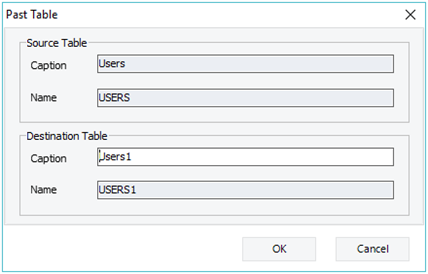 Past Table
Source Table
Caption Users
Name USERS
Destination Table
Caption Users1
Name USERS1
OK Cancel